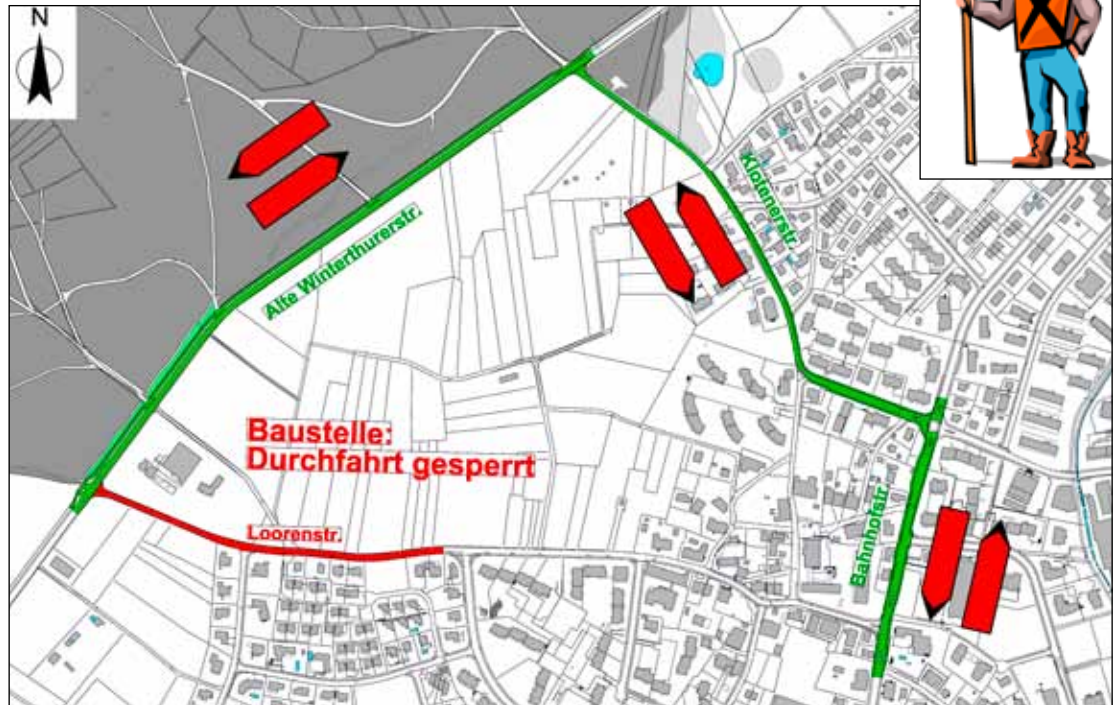 N
Alte Winterthurerstr.
Klotenerstr.
Baustelle:
Durchfahrt gesperrt
Loorenstr.
Bahnhofstr.